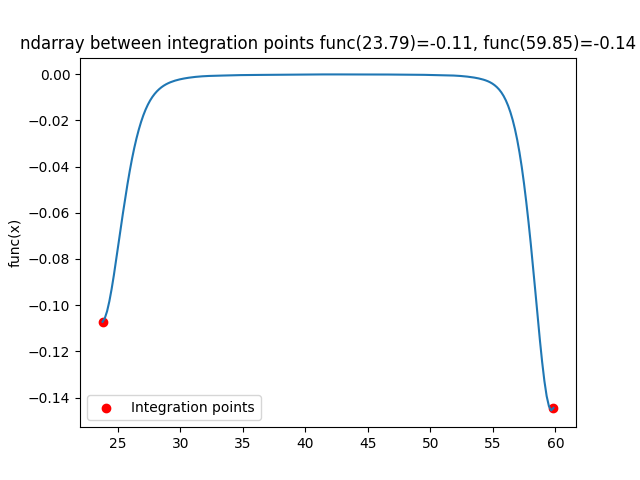 ndarray between integration points func(23.79)=-0.11, func(59.85)=-0.14
0.00
−0.02
−0.04
−0.06
−0.08
−0.10
−0.12
−0.14
func(x)
Integration points
25 30 35 40 45 50 55 60